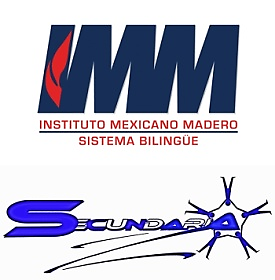 IMM
INSTITUTO MEXICANO MADERO
SISTEMA BILINGÜE
SECUNDARIA